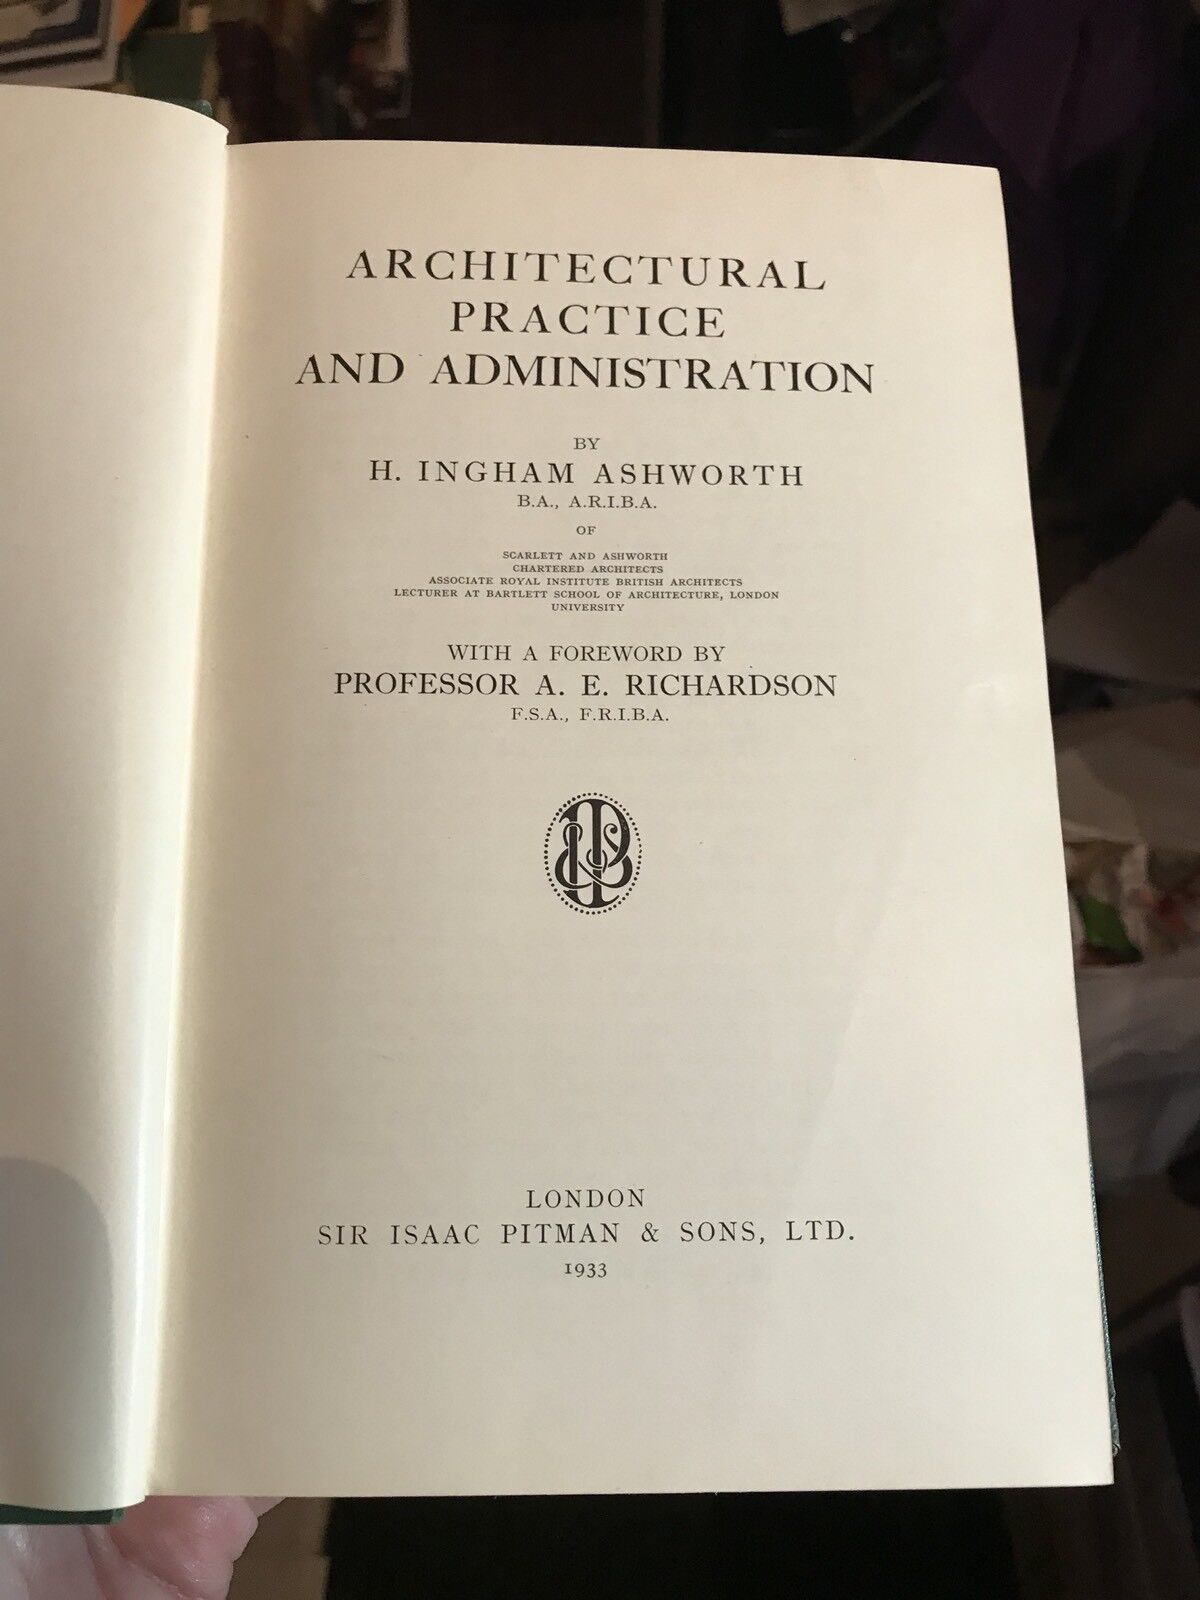 ARCHITECTURAL
PRACTICE
AND ADMINISTRATION
BY
H. INGHAM ASHWORTH
B.A., A.R.I.B.A.
OF
SCARLETT AND ASHWORTH
CHARTERED ARCHITECTS
ASSOCIATE ROYAL INSTITUTE BRITISH ARCHITECTS
LECTURER AT BARTLETT SCHOOL OF ARCHITECTURE, LONDON
UNIVERSITY
WITH A FOREWORD BY
PROFESSOR A. E. RICHARDSON
F.S.A., F.R.I.B.A.
LONDON
SIR ISAAC PITMAN & SONS, LTD.
1933